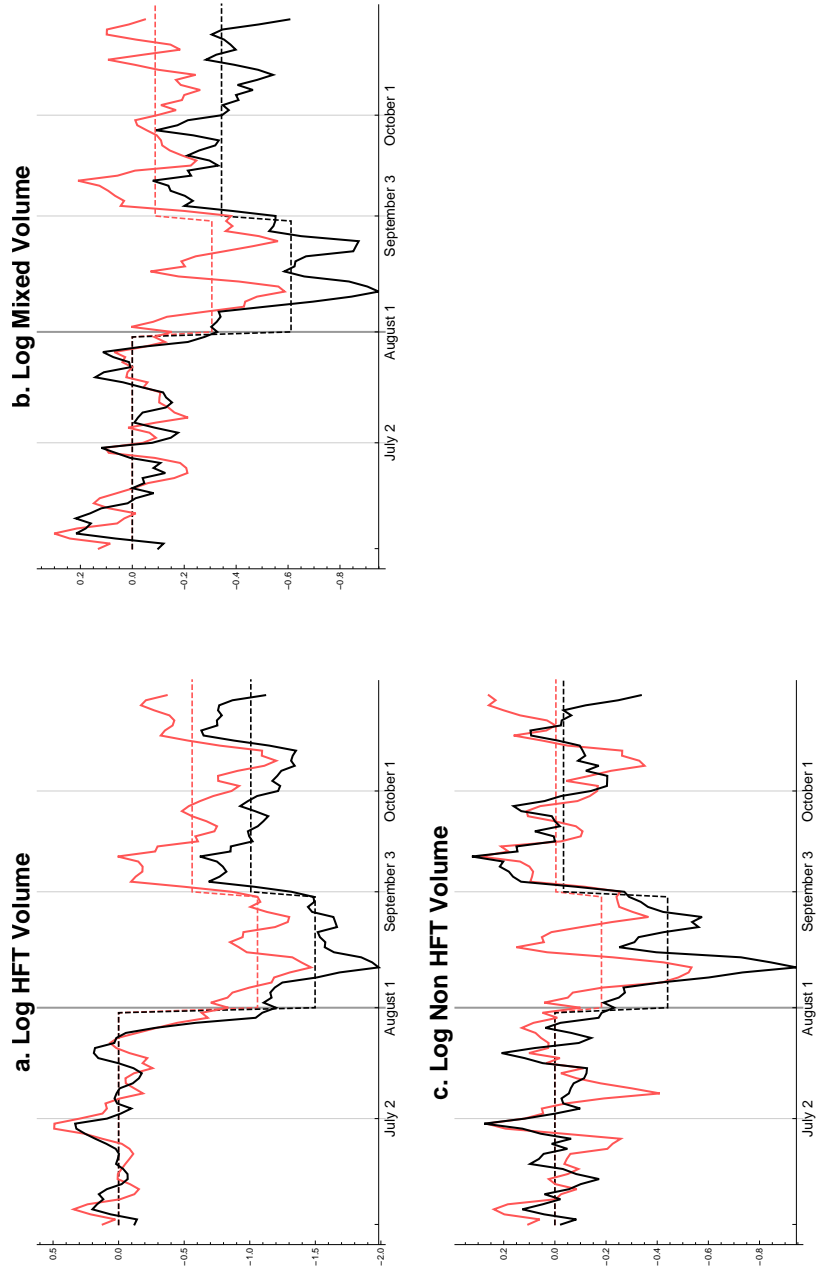 a. Log HFT Volume
0.5
0.0
−0.5
−1.0
−1.5
−2.0
July 2
August 1
September 3
October 1
b. Log Mixed Volume
0.2
0.0
−0.2
−0.4
−0.6
−0.8
July 2
August 1
September 3
October 1
c. Log Non HFT Volume
0.2
0.0
−0.2
−0.4
−0.6
−0.8
July 2
August 1
September 3
October 1